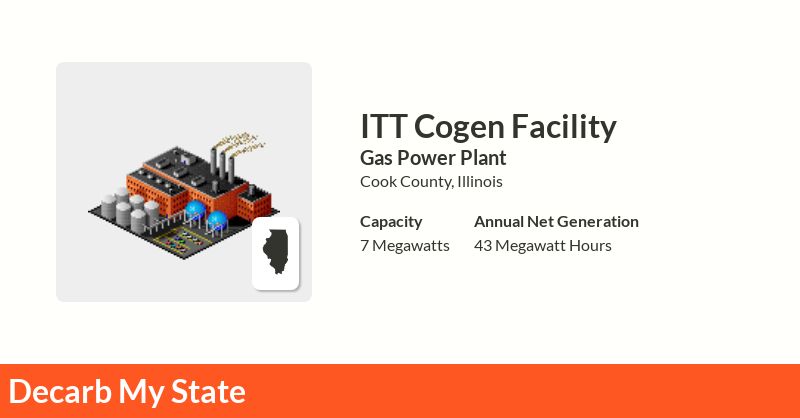 ITT Cogen Facility
Gas Power Plant
Cook County, Illinois
Capacity
7 Megawatts
Annual Net Generation
43 Megawatt Hours
Decarb My State